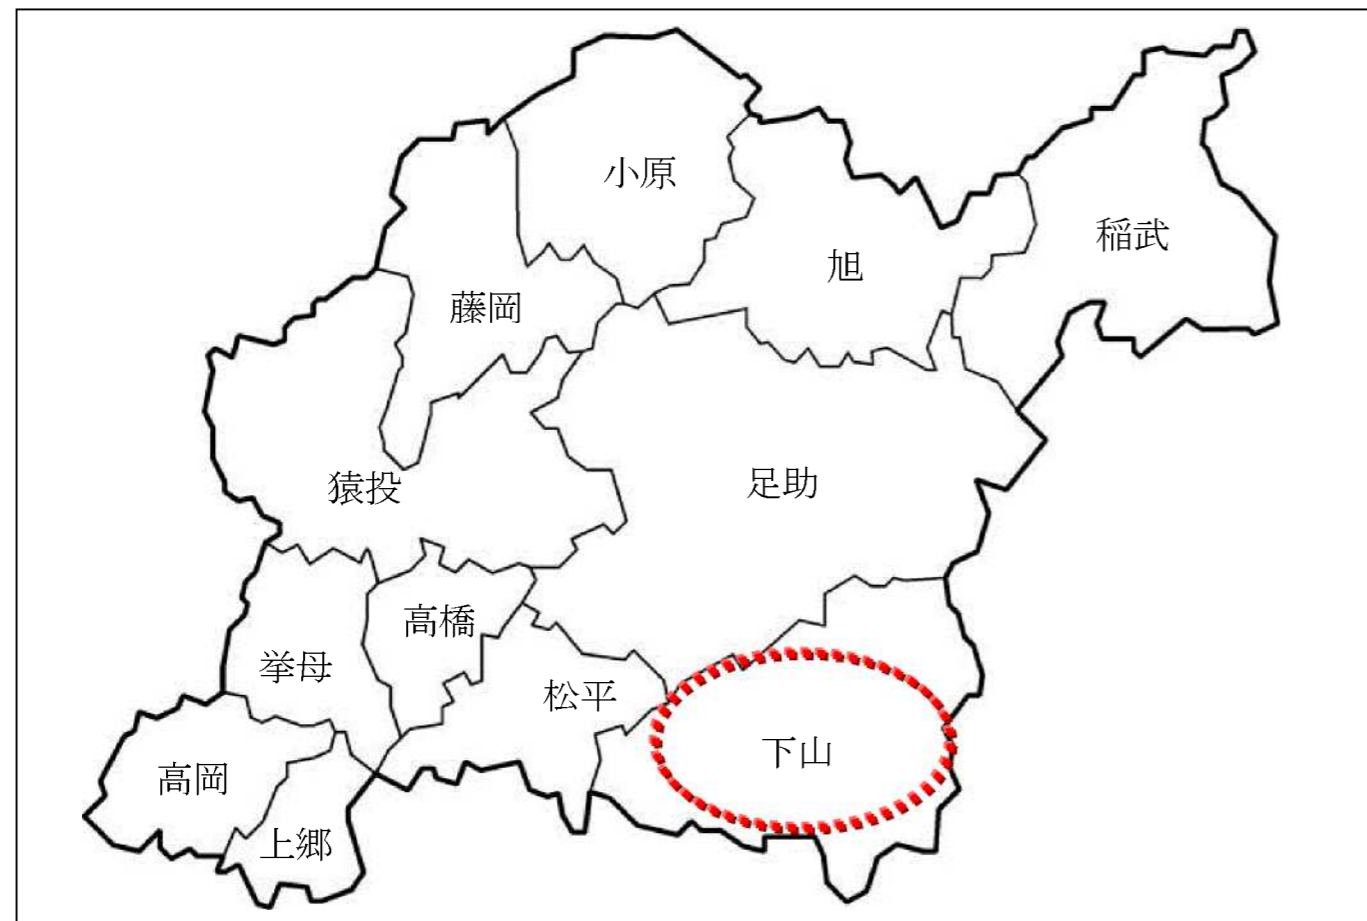 小原
稲武
旭
藤岡
猿投
足助
高橋
挙母
松平
下山
高岡
上郷